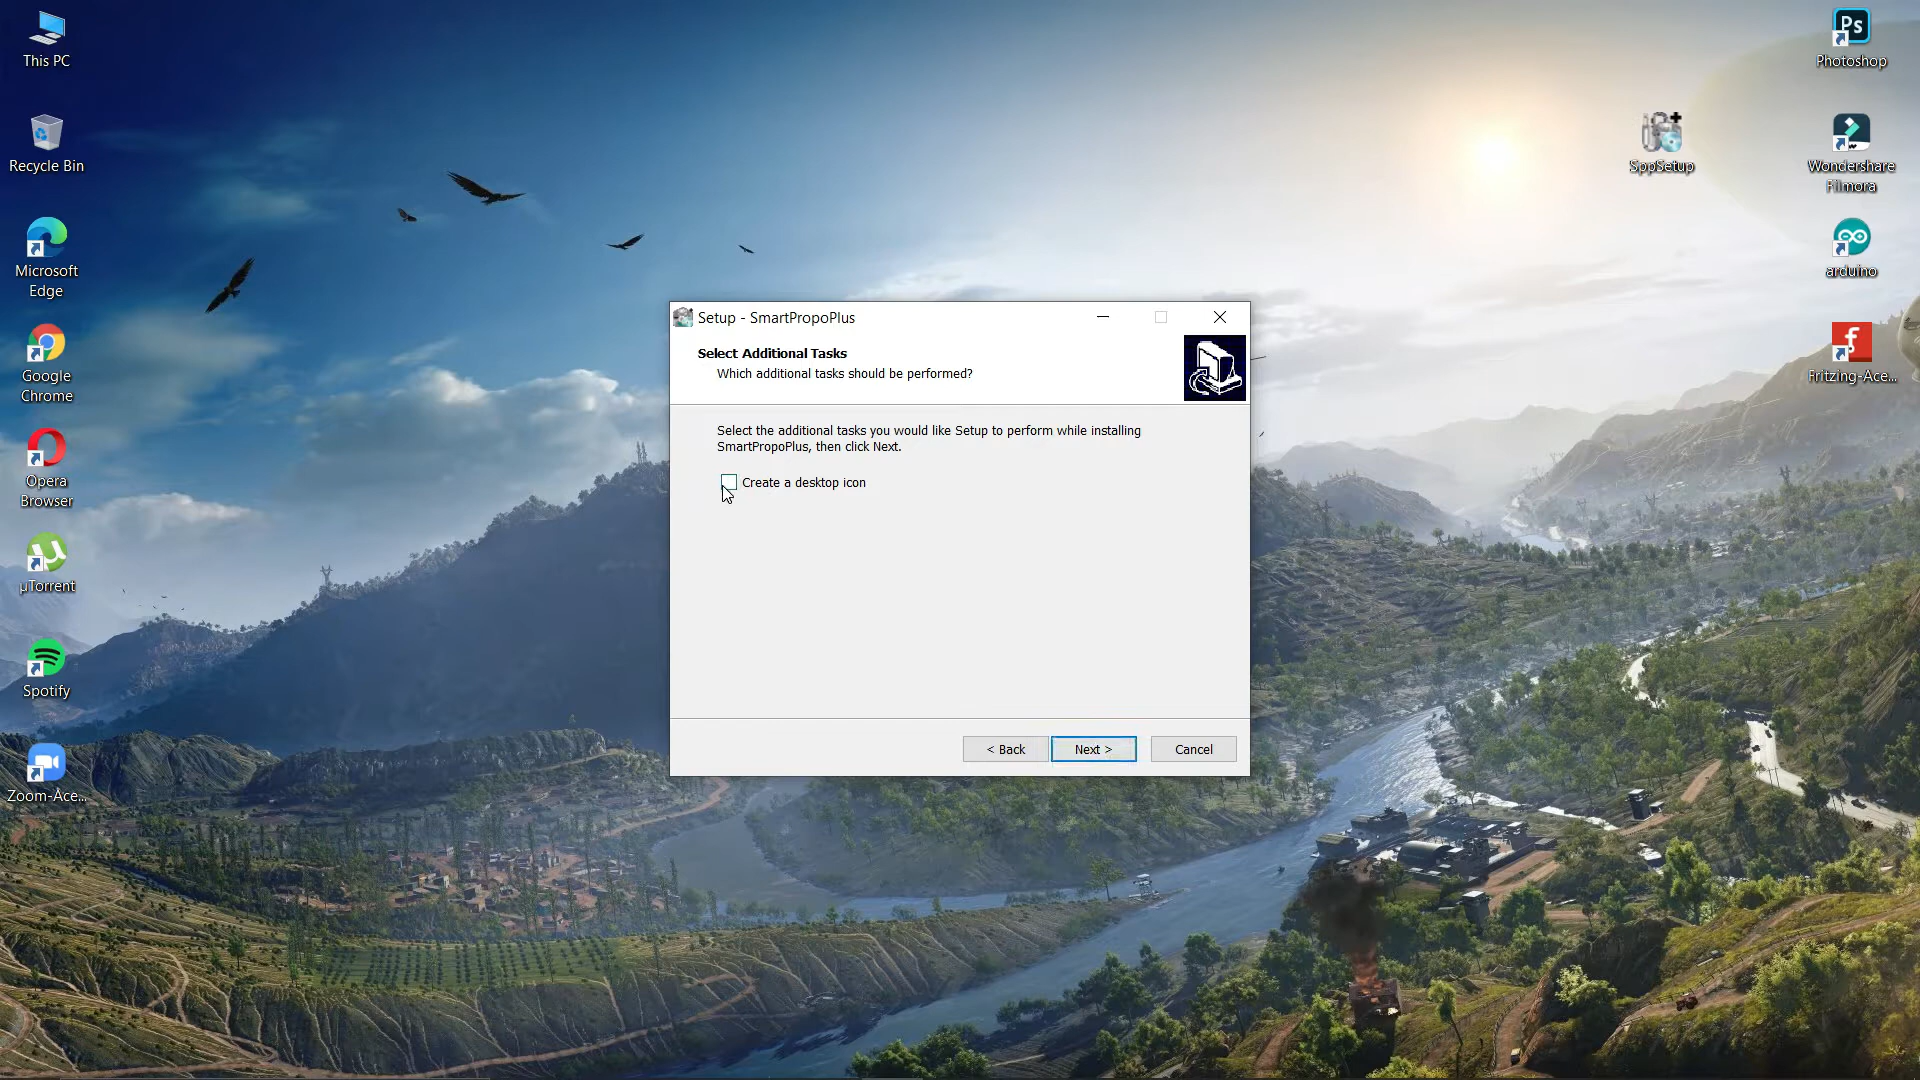 This PC
Recycle Bin
Microsoft
Edge
Google
Chrome
Opera
Browser
µTorrent
Spotify
Zoom-Ace...
Setup - SmartPropoPlus
Select Additional Tasks
Which additional tasks should be performed?
Select the additional tasks you would like Setup to perform while installing
SmartPropoPlus, then click Next.
Create a desktop icon
< Back
Next >
Cancel
SppSetup
Ps
Photoshop
Wondershare
Filmora
arduino
f
Fritzing-Ace...